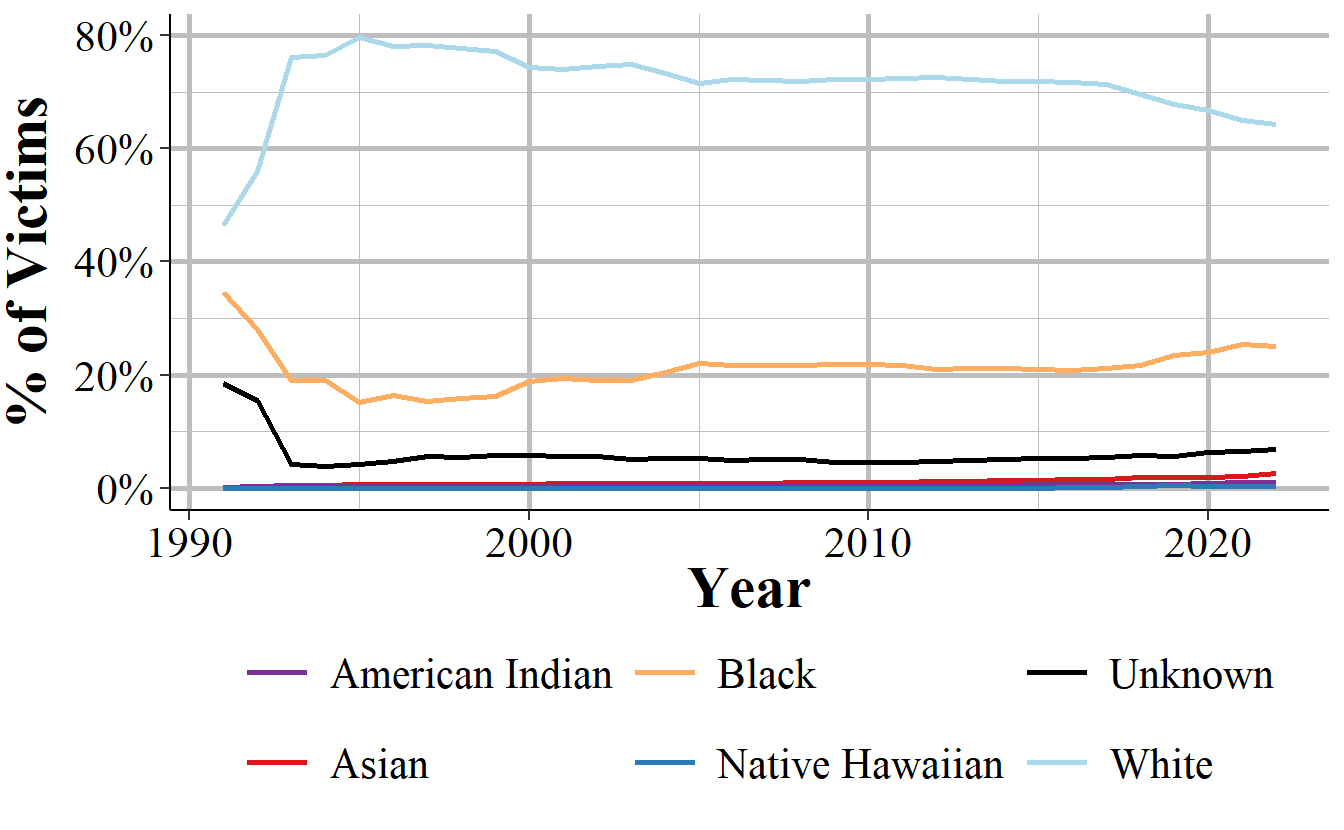 % of Victims
80%
60%
40%
20%
0%
1990 2000 2010 2020
Year
American Indian Black Unknown
Asian Native Hawaiian White